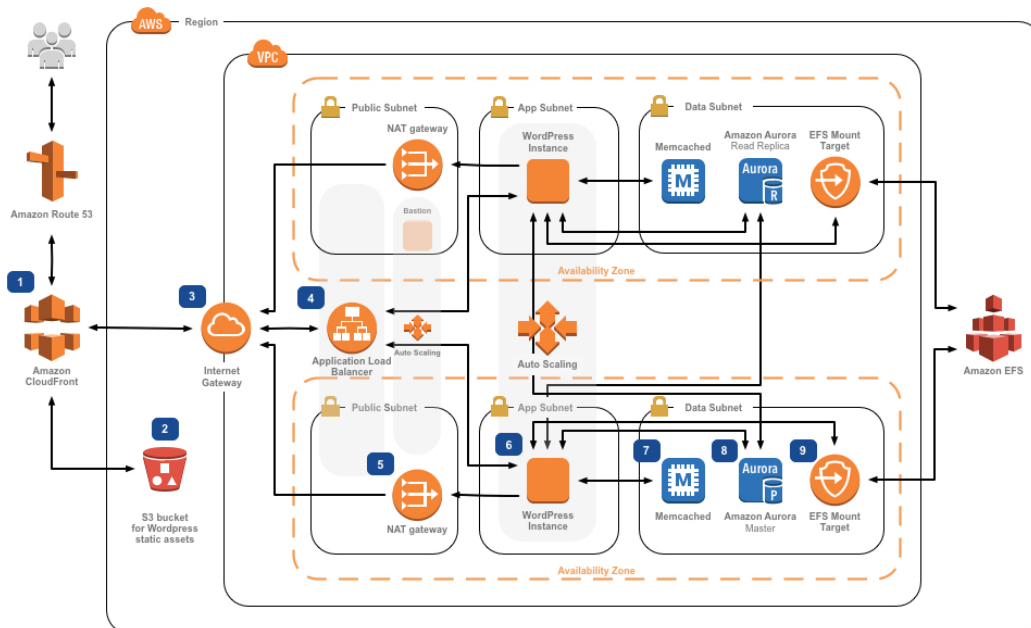 AWS
Region
VPC
Public Subnet
App Subnet
Data Subnet
NAT gateway
WordPress
Instance
Memcached
Amazon Aurora
Read Replica
EFS Mount
Target
M
Aurora
R
Amazon Route 53
Bastion
Availability Zone
1
3
4
Amazon
CloudFront
Internet
Gateway
Application Load
Balancer
Auto Scaling
Auto Scaling
Amazon EFS
Public Subnet
App Subnet
Data Subnet
2
5
6
7
8
9
M
Aurora
P
S3 bucket
for Wordpress
static assets
NAT gateway
WordPress
Instance
Memcached
Amazon Aurora
Master
EFS Mount
Target
Availability Zone